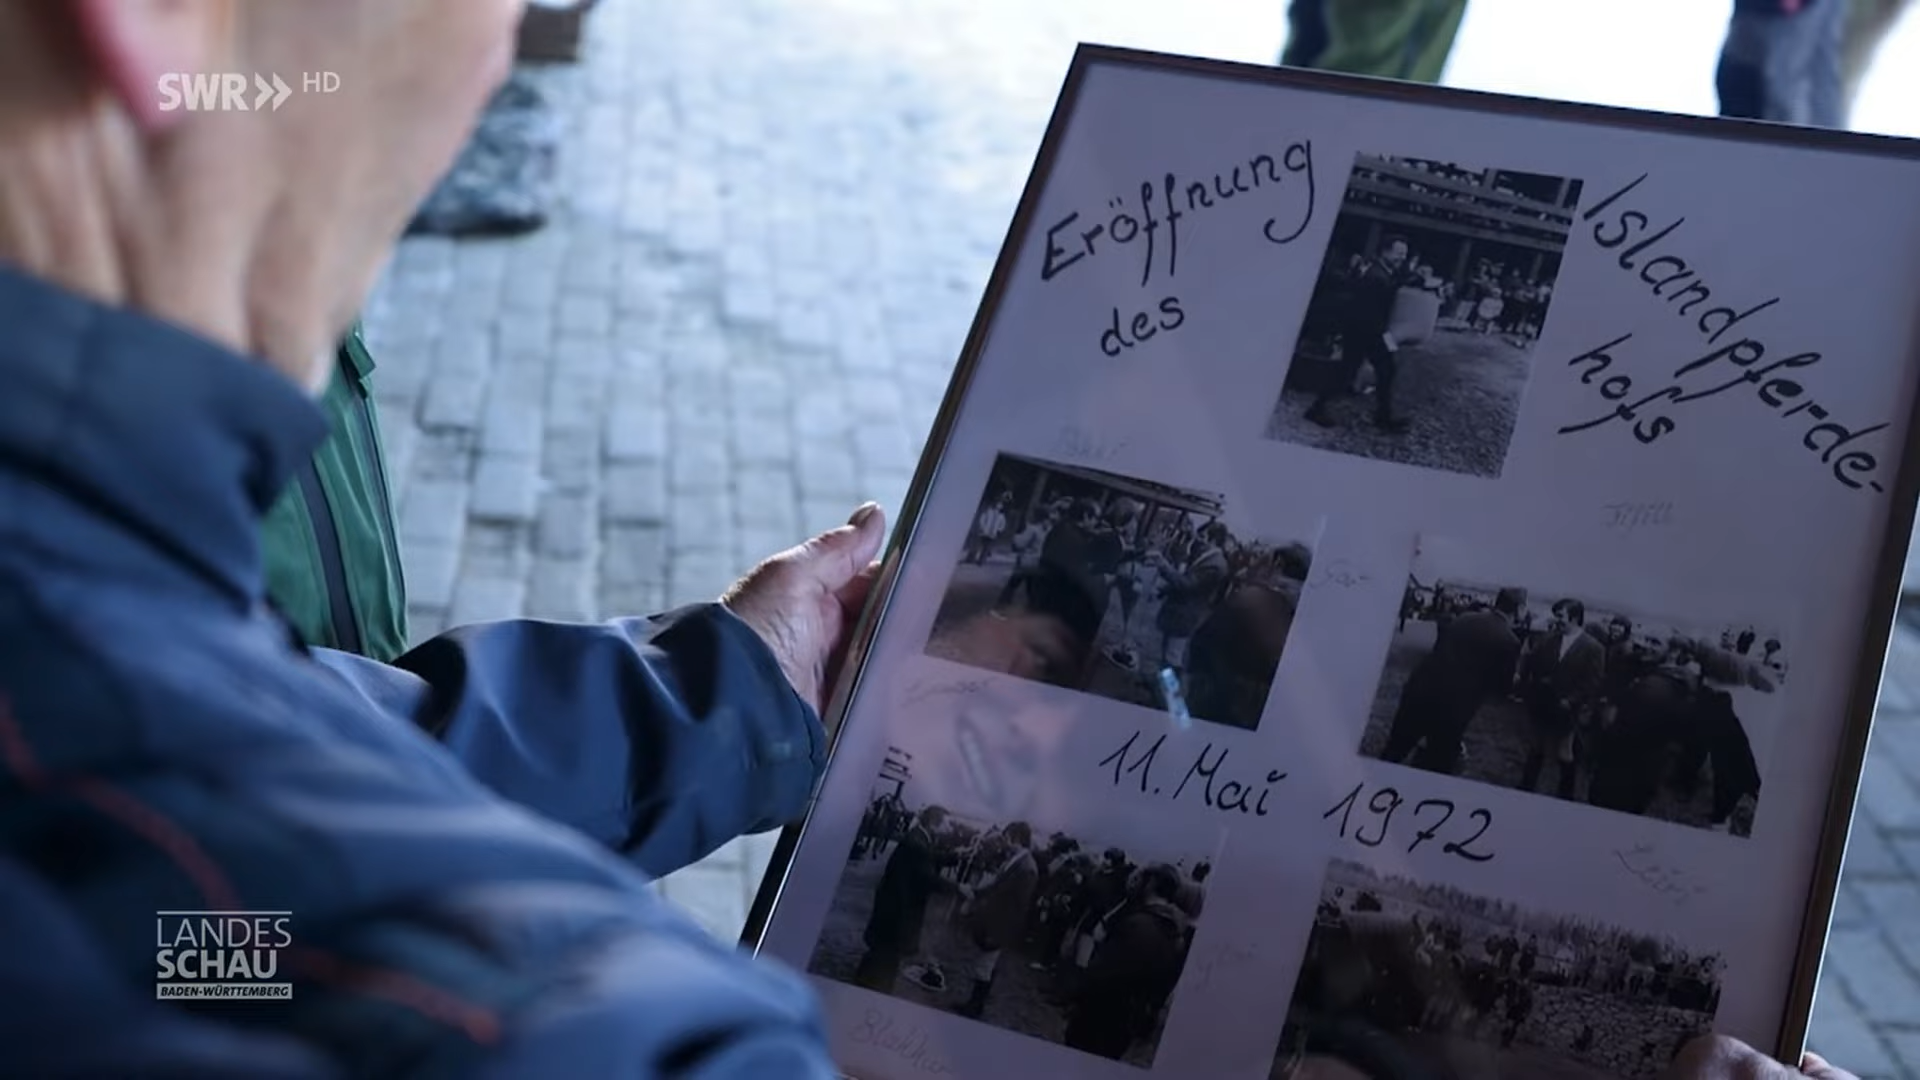 SWR HD
Eröffnung
des
Islandpferde-
hofs
11. Mai 1972
LANDES
SCHAU
BADEN-WÜRTTEMBERG